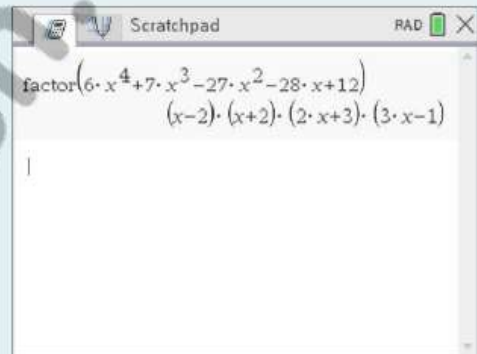 Scratchpad RAD
factor(6·x^4+7·x^3−27·x^2−28·x+12)
(x−2)·(x+2)·(2·x+3)·(3·x−1)